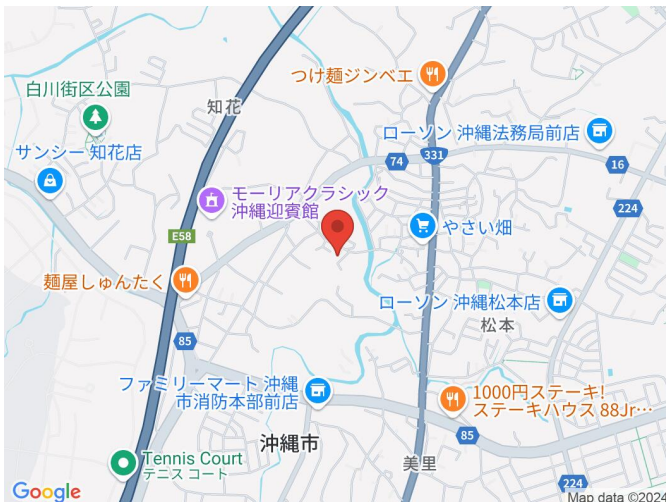 つけ麺ジンベエ
白川街区公園
知花
ローソン 沖縄法務局前店
サンシー 知花店
74
331
16
モーリアクラシック
沖縄迎賓館
224
E58
やさい畑
麺屋しゅんたく
ローソン 沖縄松本店
松本
85
ファミリーマート 沖縄
市消防本部前店
1000円ステーキ!
ステーキハウス 88Jr…
85
沖縄市
Tennis Court
テニス コート
美里
224
Google
Map data ©2024